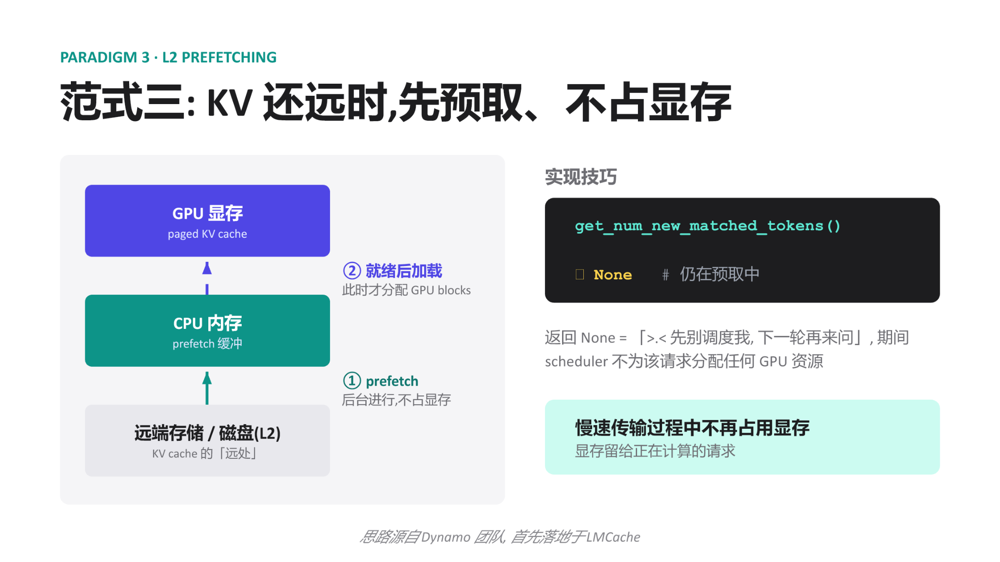 PARADIGM 3 · L2 PREFETCHING
范式三: KV 还远时,先预取、不占显存
GPU 显存
paged KV cache
② 就绪后加载
此时才分配 GPU blocks
CPU 内存
prefetch 缓冲
① prefetch
后台进行,不占显存
远端存储 / 磁盘(L2)
KV cache 的「远处」
实现技巧
get_num_new_matched_tokens()
None # 仍在预取中
返回 None = 「>.< 先别调度我, 下一轮再来问」, 期间
scheduler 不为该请求分配任何 GPU 资源
慢速传输过程中不再占用显存
显存留给正在计算的请求
思路源自Dynamo 团队, 首先落地于LMCache